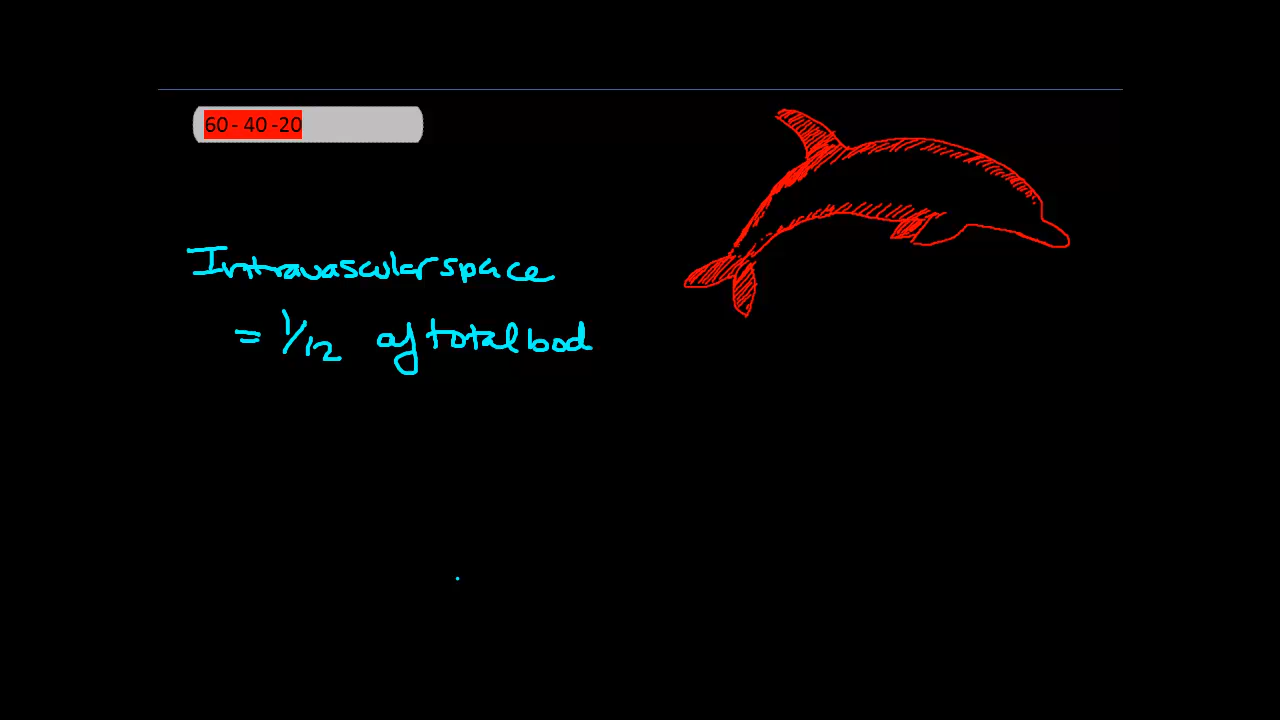 60 - 40 -20
Intravascular space
= 1/12 of total bod